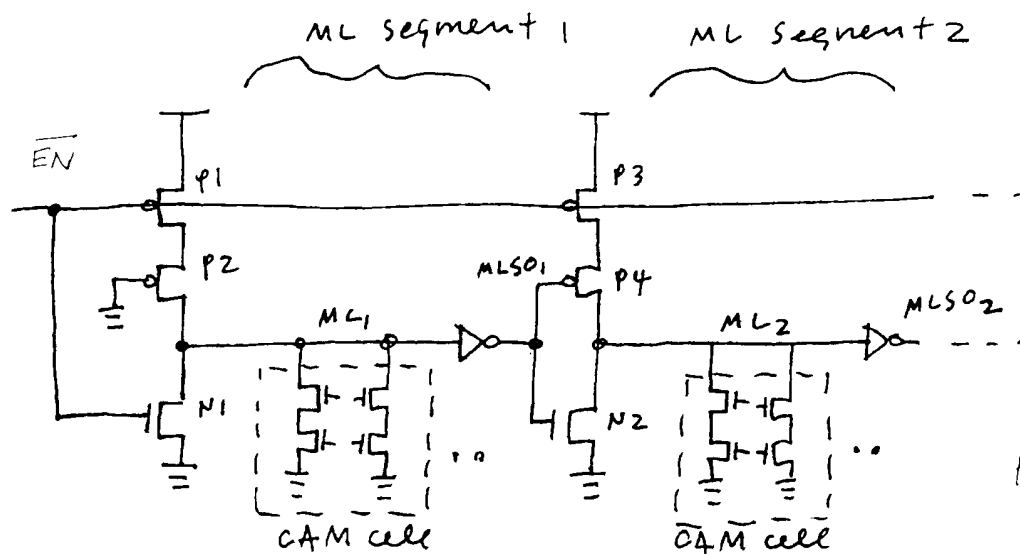 ML segment 1
ML segment 2
EN
P1
P3
P2
MLSO1
P4
MLSO2
ML1
ML2
N1
N2
CAM cell
CAM cell